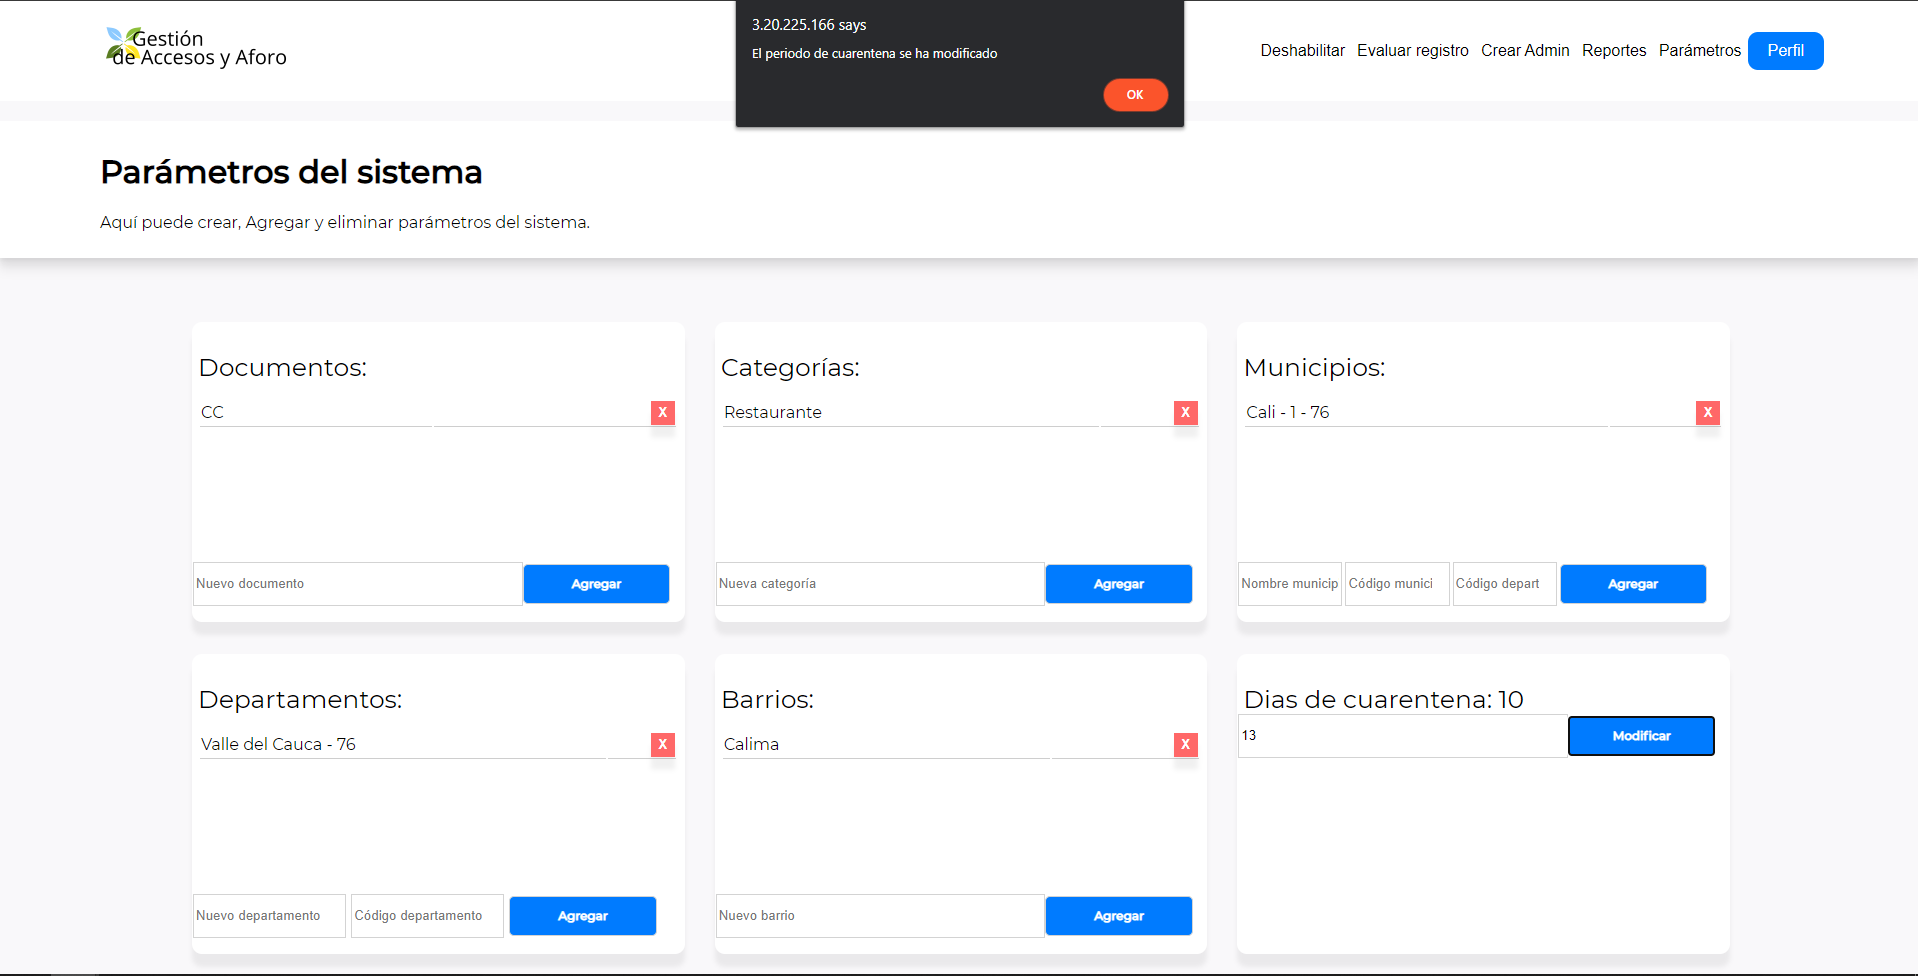 3.20.225.166 says
El periodo de cuarentena se ha modificado
OK
Gestión
de Accesos y Aforo
Deshabilitar Evaluar registro Crear Admin Reportes Parámetros Perfil
Parámetros del sistema
Aquí puede crear, Agregar y eliminar parámetros del sistema.
Documentos:
CC X
Nuevo documento Agregar
Categorías:
Restaurante X
Nueva categoría Agregar
Municipios:
Cali - 1 - 76 X
Nombre municip Código munici Código depart Agregar
Departamentos:
Valle del Cauca - 76 X
Nuevo departamento Código departamento Agregar
Barrios:
Calima X
Nuevo barrio Agregar
Dias de cuarentena: 10
13 Modificar